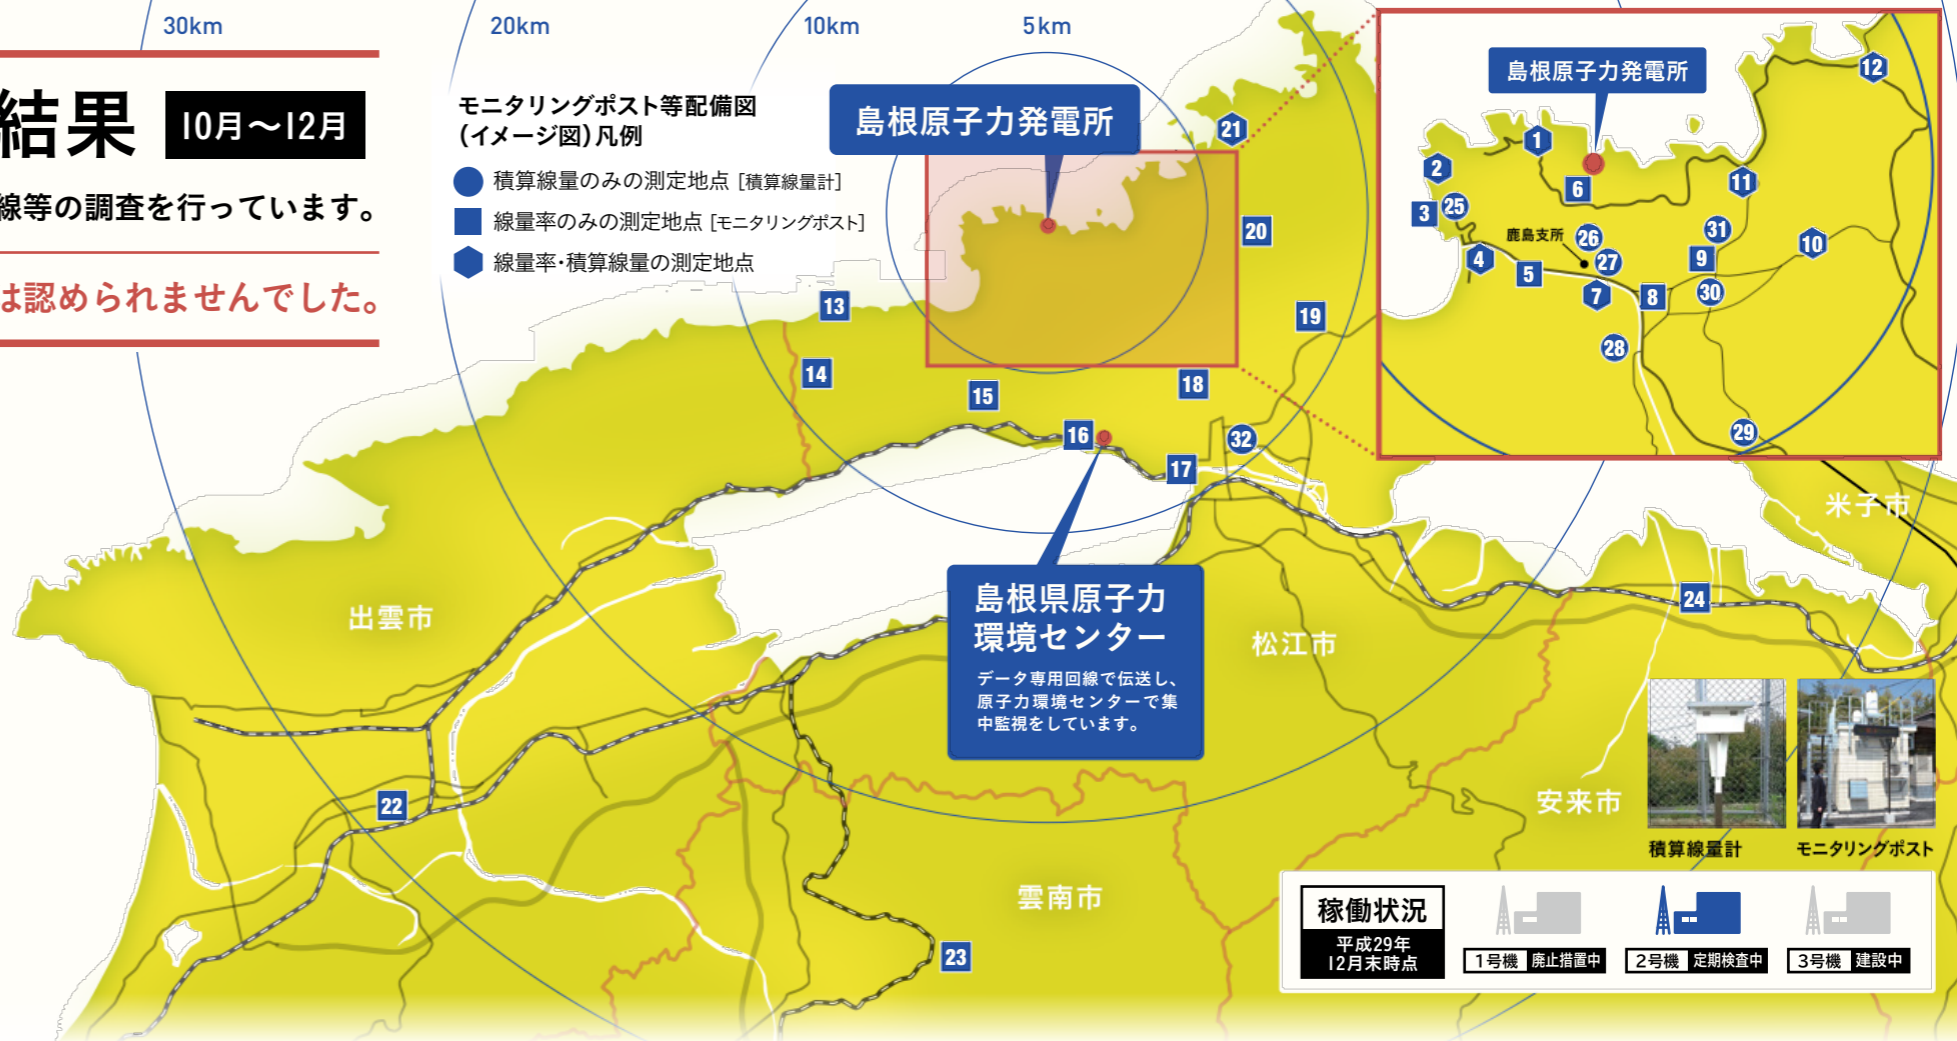 30km
20km
10km
5km
結果 10月～12月
線等の調査を行っています。
は認められませんでした。
モニタリングポスト等配備図
（イメージ図）凡例
積算線量のみの測定地点［積算線量計］
線量率のみの測定地点［モニタリングポスト］
線量率・積算線量の測定地点
島根原子力発電所
21
20
13
19
14
18
15
16
32
17
島根原子力発電所
12
1
2
11
6
25
3
31
26
10
鹿島支所
4
27
9
5
7
8
30
28
29
米子市
島根県原子力
環境センター
データ専用回線で伝送し、
原子力環境センターで集
中監視をしています。
24
出雲市
松江市
22
安来市
雲南市
23
積算線量計
モニタリングポスト
稼働状況
平成29年
12月末時点
1号機 廃止措置中
2号機 定期検査中
3号機 建設中